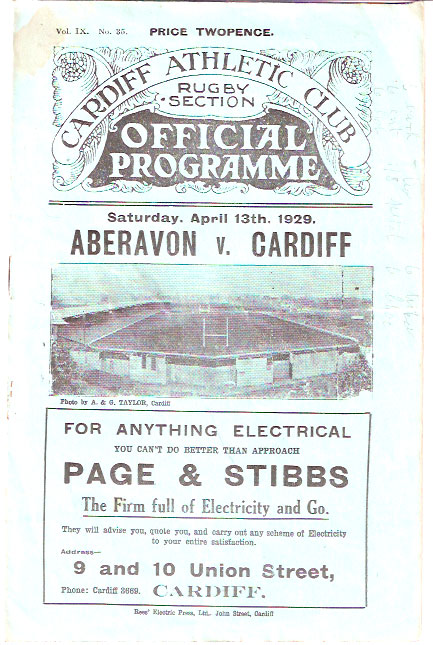 Vol. IX. No. 35. PRICE TWOPENCE.
CARDIFF ATHLETIC CLUB
RUGBY
SECTION
OFFICIAL
PROGRAMME
Saturday. April 13th. 1929.
ABERAVON v. CARDIFF
Photo by A. & G. TAYLOR, Cardiff
FOR ANYTHING ELECTRICAL
YOU CAN'T DO BETTER THAN APPROACH
PAGE & STIBBS
The Firm full of Electricity and Go.
They will advise you, quote you, and carry out any scheme of Electricity
to your entire satisfaction.
Address—
9 and 10 Union Street,
Phone: Cardiff 3669. CARDIFF.
Rees' Electric Press, Ltd., John Street, Cardiff